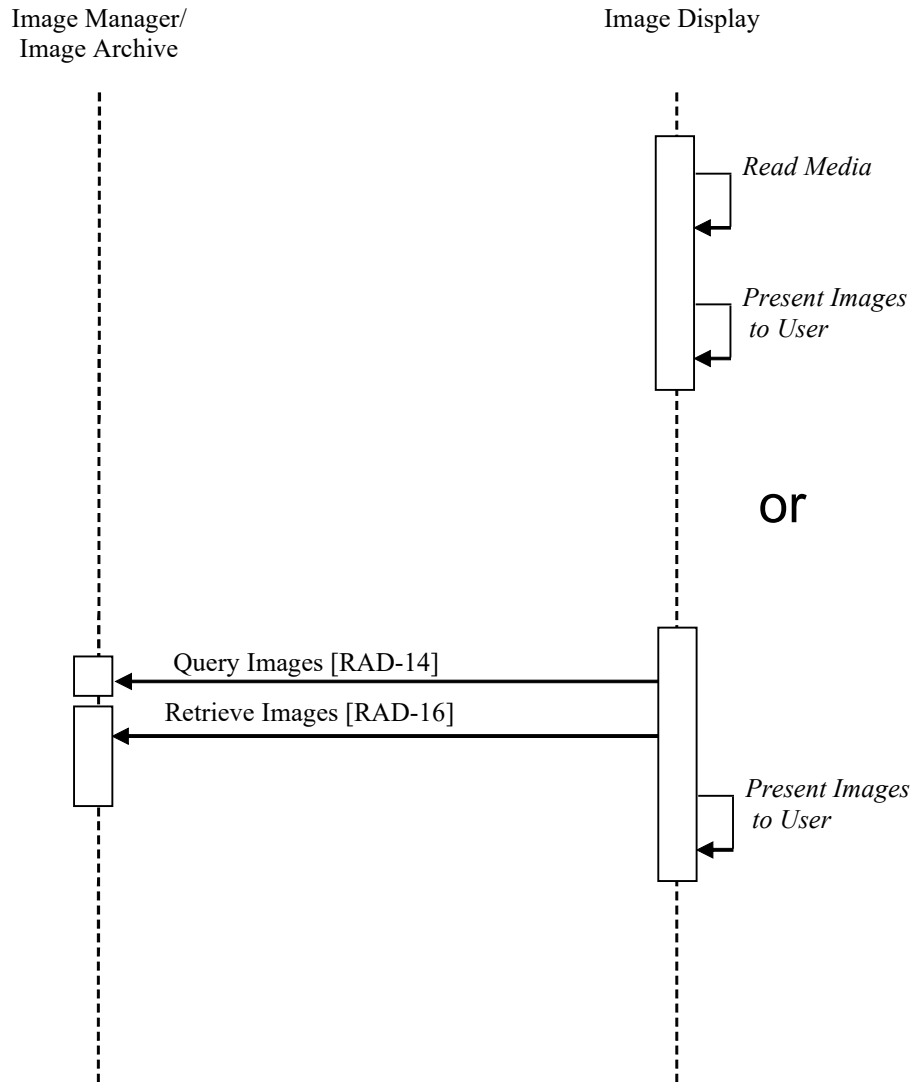 Image Manager/
Image Archive
Image Display
Read Media
Present Images
to User
or
Query Images [RAD-14]
Retrieve Images [RAD-16]
Present Images
to User